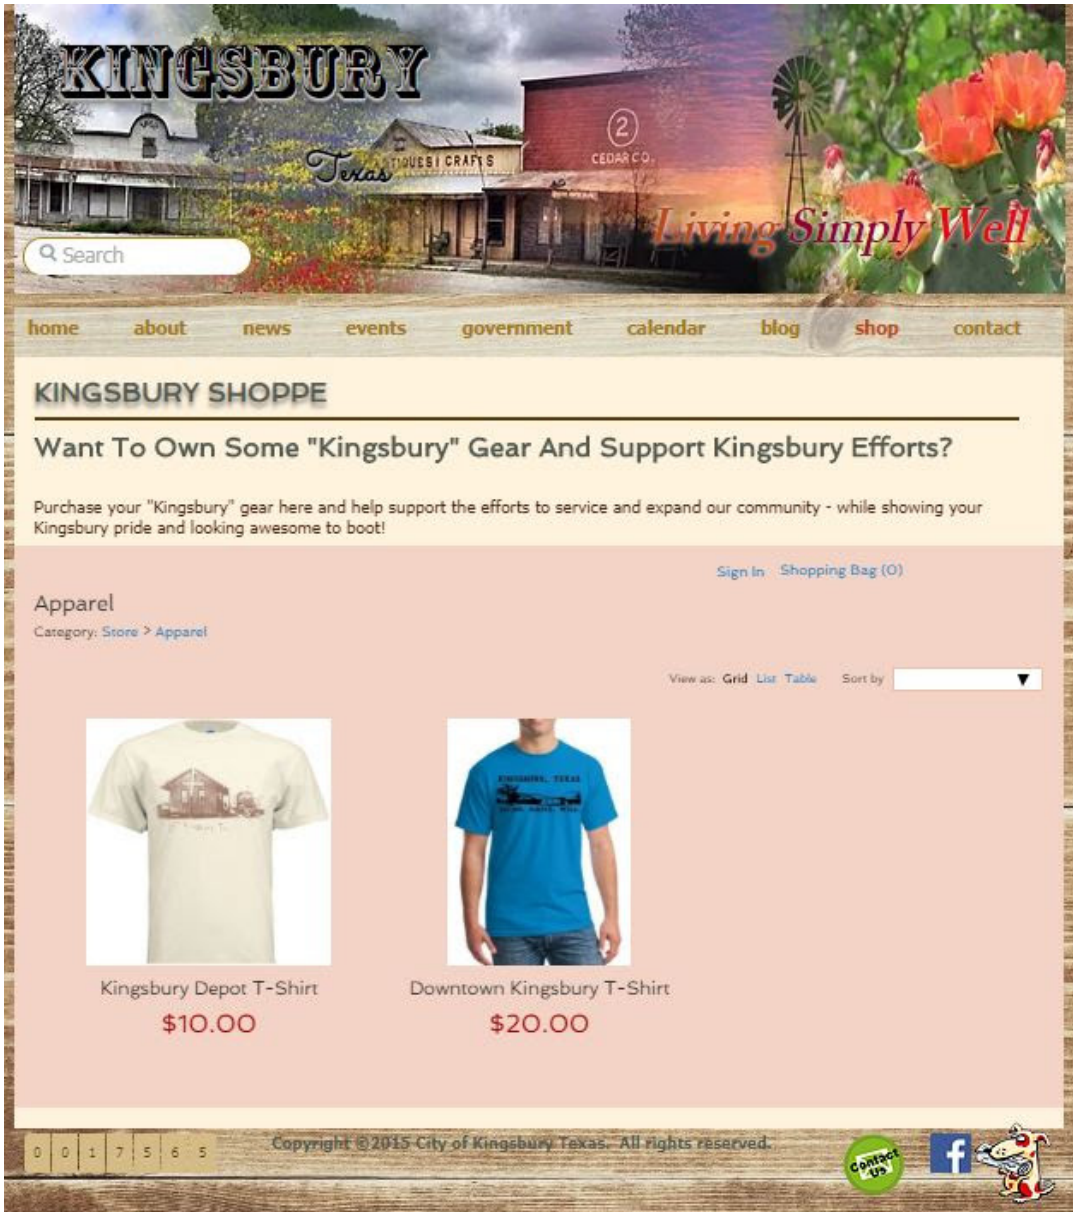 KINGSBURY
Texas
CRAFTS
2
CEDAR CO.
Living Simply Well
Search
home about news events government calendar blog shop contact
KINGSBURY SHOPPE
Want To Own Some "Kingsbury" Gear And Support Kingsbury Efforts?
Purchase your "Kingsbury" gear here and help support the efforts to service and expand our community - while showing your
Kingsbury pride and looking awesome to boot!
Sign In Shopping Bag (0)
Apparel
Category: Store > Apparel
View as: Grid List Table Sort by
KINGSBURY, TEXAS
Kingsbury Depot T-Shirt Downtown Kingsbury T-Shirt
$10.00 $20.00
0 0 1 7 5 6 5
Copyright ©2015 City of Kingsbury Texas. All rights reserved.
Contact
Us
f